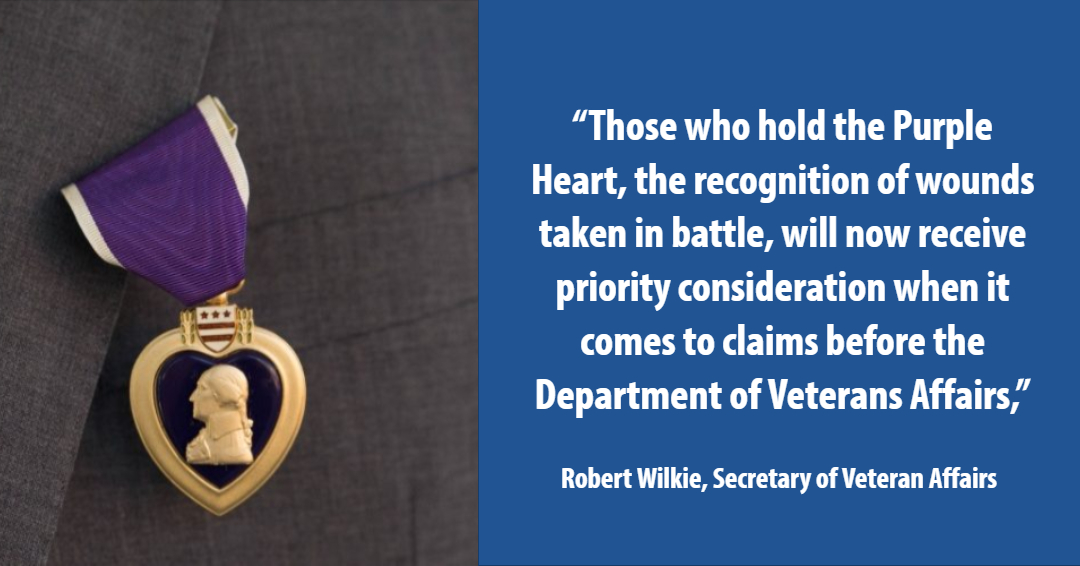 “Those who hold the Purple
Heart, the recognition of wounds
taken in battle, will now receive
priority consideration when it
comes to claims before the
Department of Veterans Affairs,”
Robert Wilkie, Secretary of Veteran Affairs